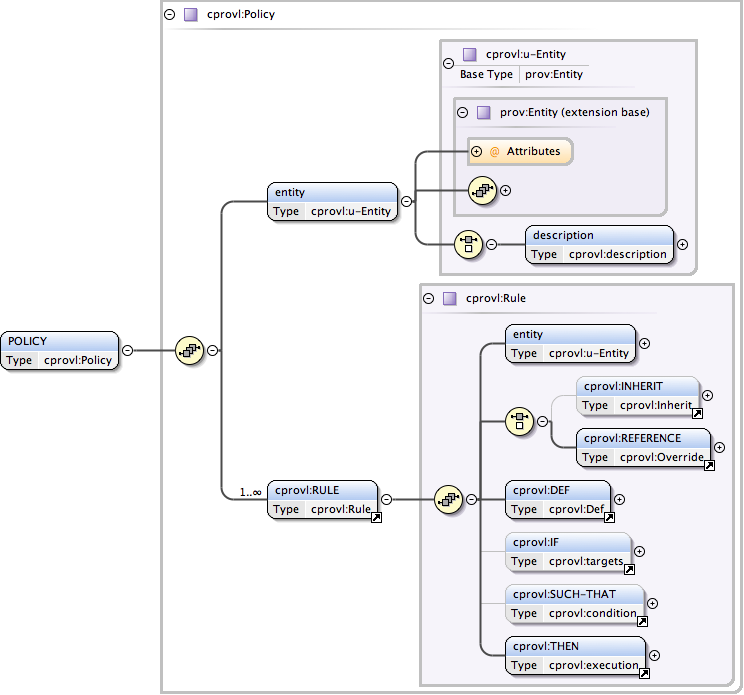 cprovl:Policy
cprovl:u-Entity
Base Type prov:Entity
prov:Entity (extension base)
@ Attributes
entity
Type cprovl:u-Entity
description
Type cprovl:description
cprovl:Rule
entity
Type cprovl:u-Entity
POLICY
Type cprovl:Policy
cprovl:INHERIT
Type cprovl:Inherit
cprovl:REFERENCE
Type cprovl:Override
1..∞
cprovl:RULE
Type cprovl:Rule
cprovl:DEF
Type cprovl:Def
cprovl:IF
Type cprovl:targets
cprovl:SUCH-THAT
Type cprovl:condition
cprovl:THEN
Type cprovl:execution